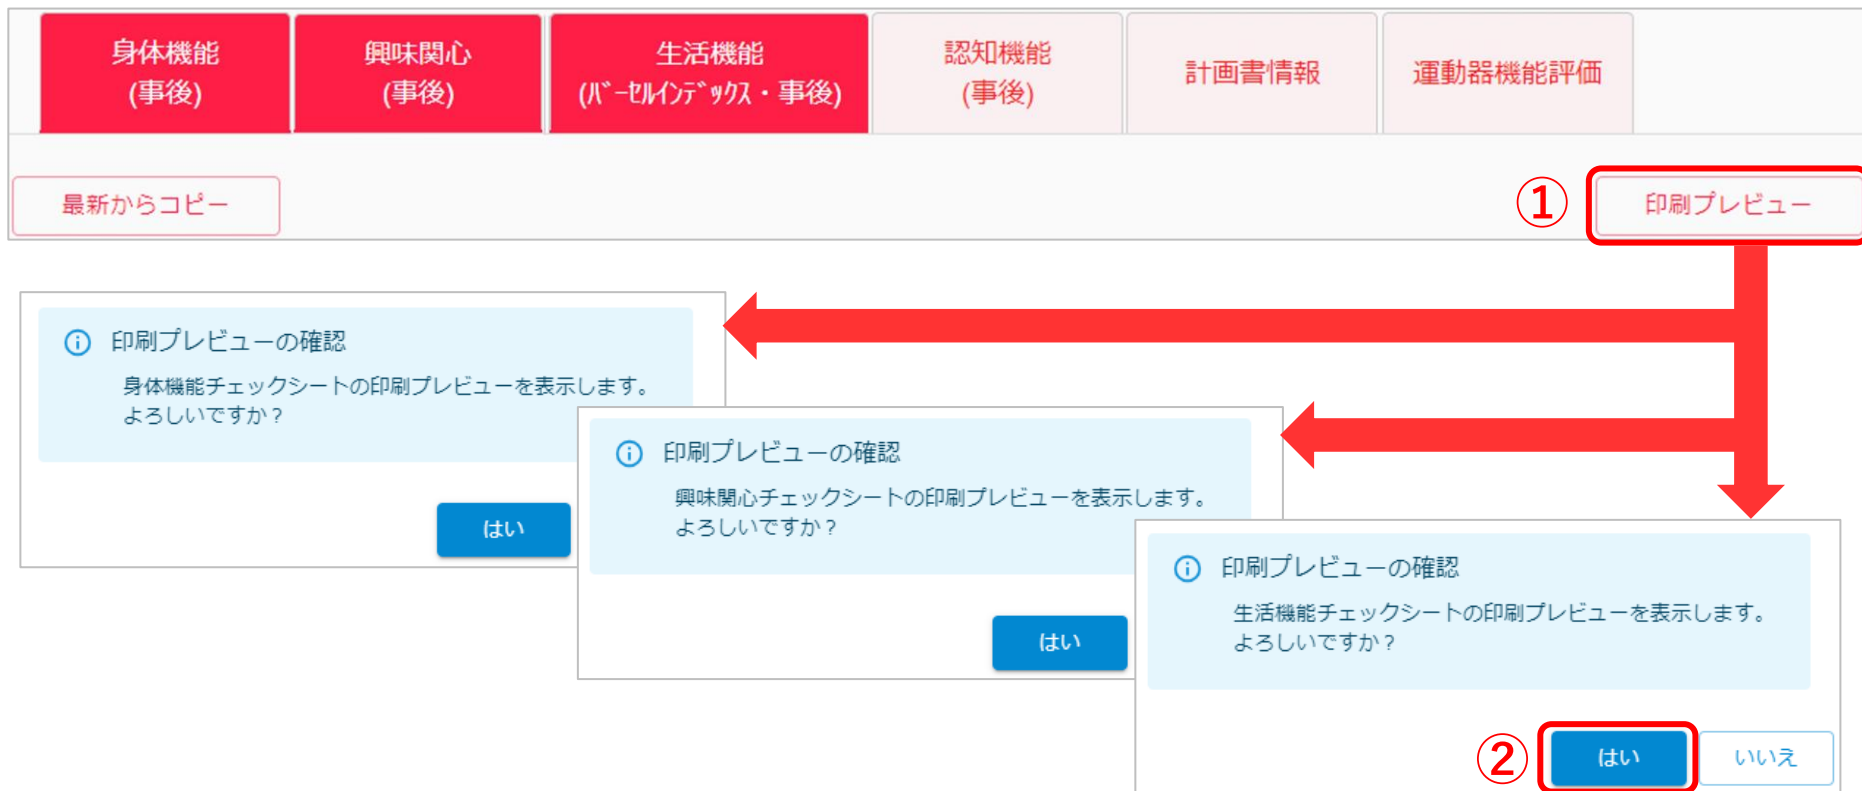 身体機能
(事後)
興味関心
(事後)
生活機能
(ﾊﾞｰｾﾙｲﾝﾃﾞｯｸｽ・事後)
認知機能
(事後)
計画書情報
運動器機能評価
最新からコピー
①
印刷プレビュー
印刷プレビューの確認
身体機能チェックシートの印刷プレビューを表示します。
よろしいですか？
はい
印刷プレビューの確認
興味関心チェックシートの印刷プレビューを表示します。
よろしいですか？
はい
印刷プレビューの確認
生活機能チェックシートの印刷プレビューを表示します。
よろしいですか？
②
はい
いいえ